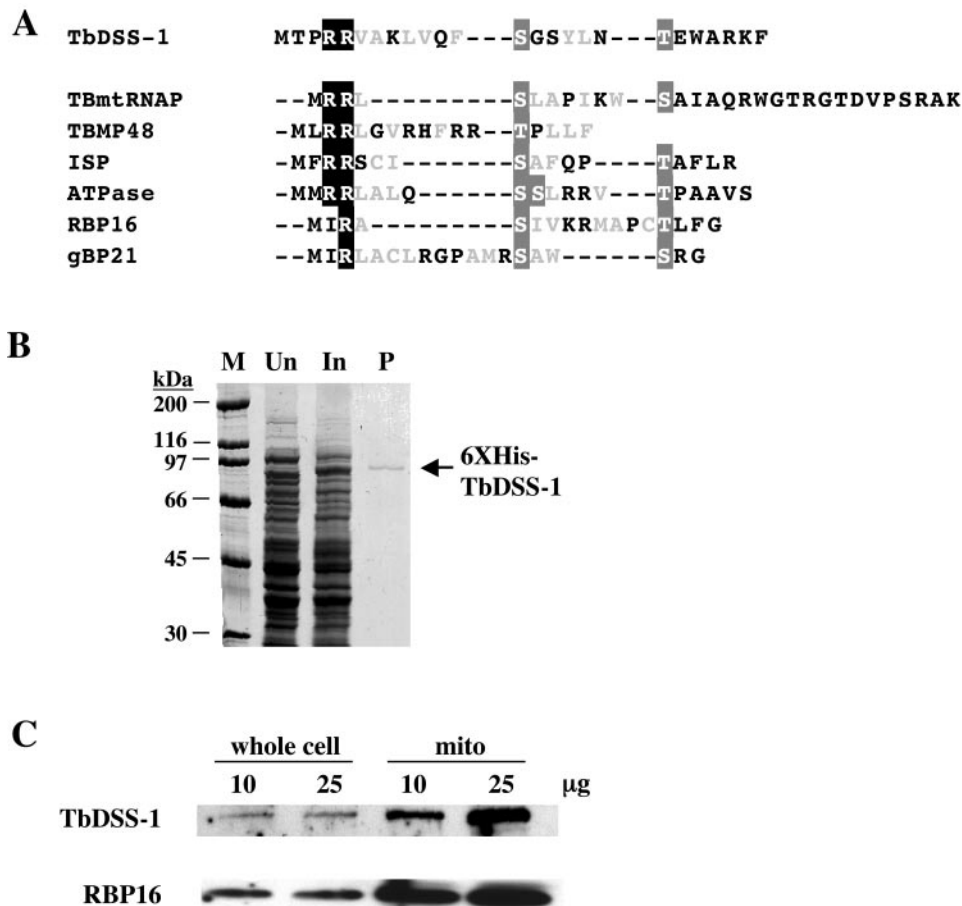 A
TbDSS-1 MTPRRVAKLVQF---SGSYLN---TEWARKF
TBmtRNAP --MRRL---------SLAPIKW--SAIAQRWGTRGTDVPSRAK
TBMP48 -MLRRLGVRHFRR--TPLLF
ISP -MFRRSCI-------SAFQP----TAFLR
ATPase -MMRRLALQ------SSLRRV---TPAAVS
RBP16 --MIRA---------SIVKRMAPCTLFG
gBP21 --MIRLACLRGPAMRSAW------SRG
B
M Un In P
kDa
200
116
97
66
45
30
6XHis-
TbDSS-1
C
whole cell mito
10 25 10 25 μg
TbDSS-1
RBP16